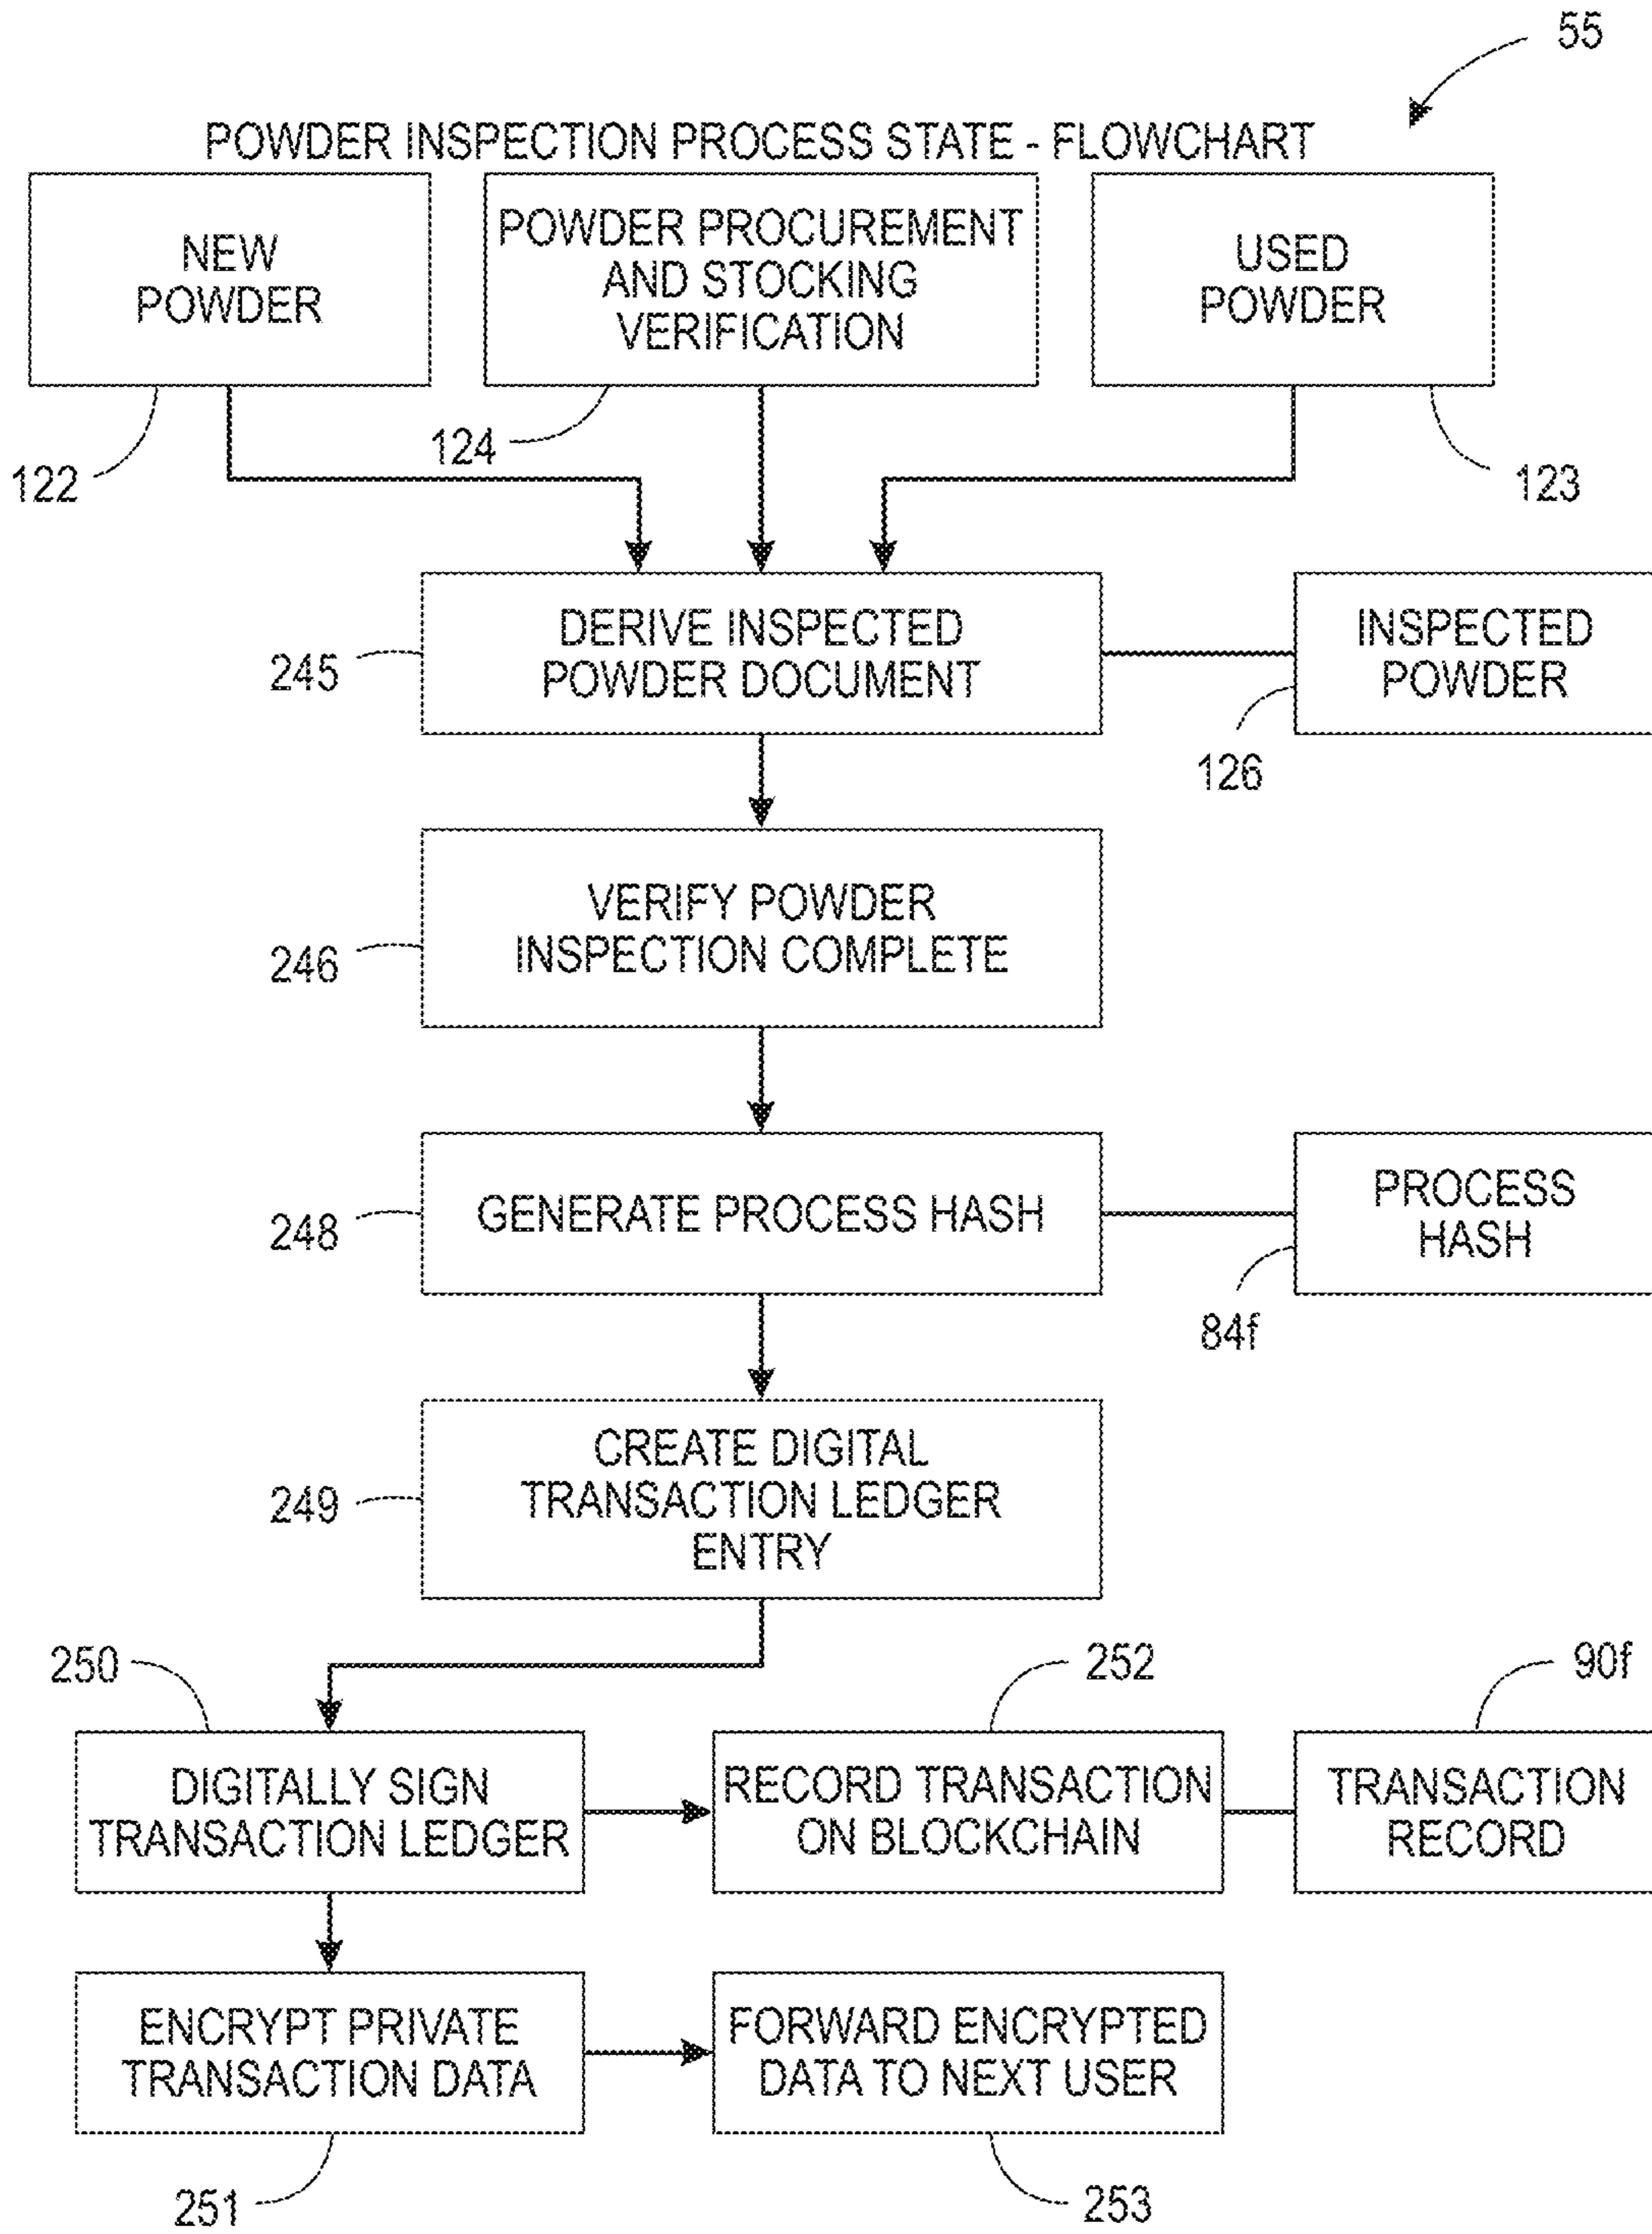 55
POWDER INSPECTION PROCESS STATE - FLOWCHART
NEW
POWDER
POWDER PROCUREMENT
AND STOCKING
VERIFICATION
USED
POWDER
122
124
123
245
DERIVE INSPECTED
POWDER DOCUMENT
INSPECTED
POWDER
126
246
VERIFY POWDER
INSPECTION COMPLETE
248
GENERATE PROCESS HASH
PROCESS
HASH
84f
249
CREATE DIGITAL
TRANSACTION LEDGER
ENTRY
250
252
90f
DIGITALLY SIGN
TRANSACTION LEDGER
RECORD TRANSACTION
ON BLOCKCHAIN
TRANSACTION
RECORD
ENCRYPT PRIVATE
TRANSACTION DATA
FORWARD ENCRYPTED
DATA TO NEXT USER
251
253